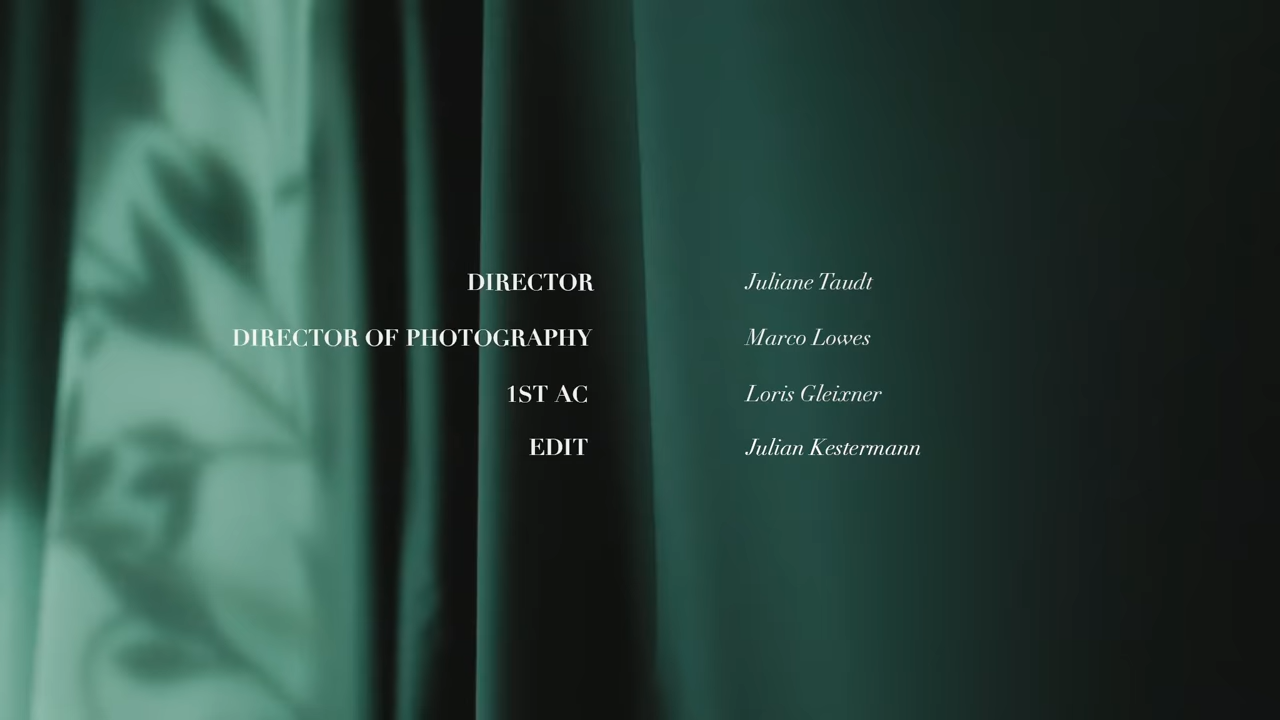 DIRECTOR Juliane Taudt
DIRECTOR OF PHOTOGRAPHY Marco Lowes
1ST AC Loris Gleixner
EDIT Julian Kestermann